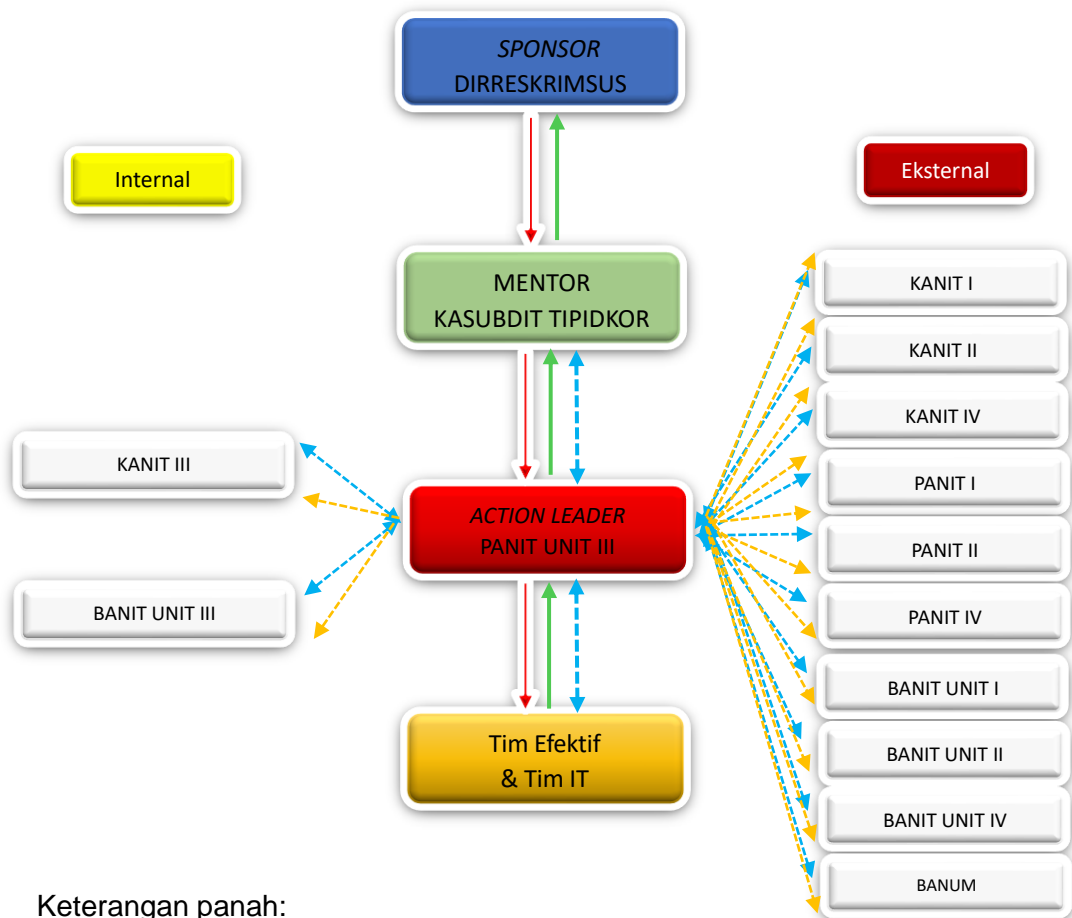 SPONSOR
DIRRESKRIMSUS
Internal
Eksternal
MENTOR
KASUBDIT TIPIDKOR
KANIT I
KANIT II
KANIT IV
KANIT III
PANIT I
ACTION LEADER
PANIT UNIT III
PANIT II
BANIT UNIT III
PANIT IV
BANIT UNIT I
Tim Efektif
& Tim IT
BANIT UNIT II
BANIT UNIT IV
BANUM
Keterangan panah: